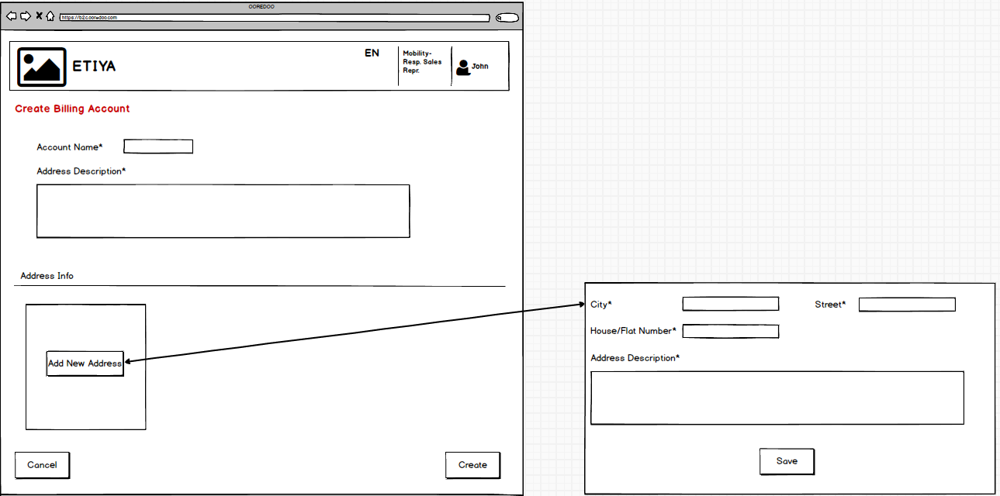 OOREDOO
https://b2c.ooredoo.com
ETIYA
EN
Mobility-
Resp. Sales
Repr.
John
Create Billing Account
Account Name*
Address Description*
Address Info
Add New Address
Cancel
Create
City*
Street*
House/Flat Number*
Address Description*
Save